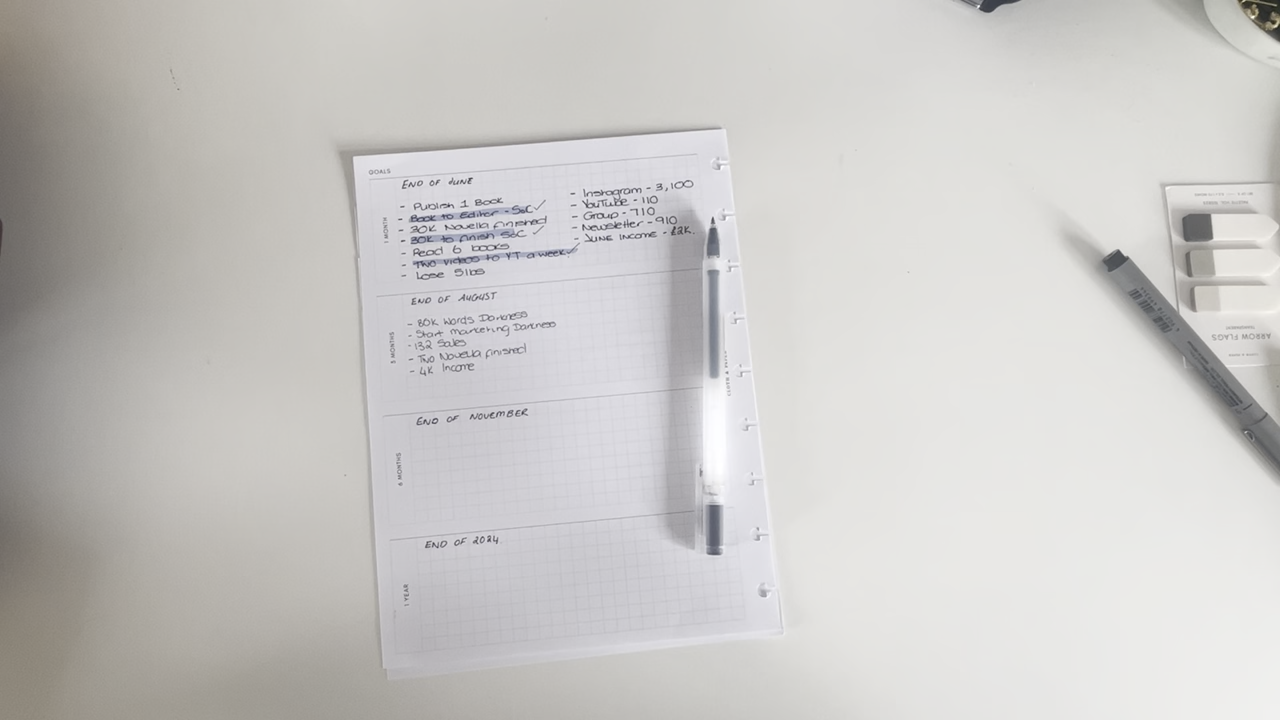 GOALS
1 MONTH
END OF JUNE
- Publish 1 Book
- Book to Editor - SoC ✓
- 30K Novella finished
- 30K to finish SoC ✓
- Read 6 books
- Two videos to YT a week ✓
- Lose 5lbs
- Instagram - 3,100
- YouTube - 110
- Group - 710
- Newsletter - 910
- JUNE INCOME - £2K.
3 MONTHS
END OF AUGUST
- 80K Words Darkness
- Start marketing Darkness
- 132 Sales
- Two Novella finished
- 4K Income
6 MONTHS
END OF NOVEMBER
1 YEAR
END OF 2024.
ARROW FLAGS
TRANSPARENT